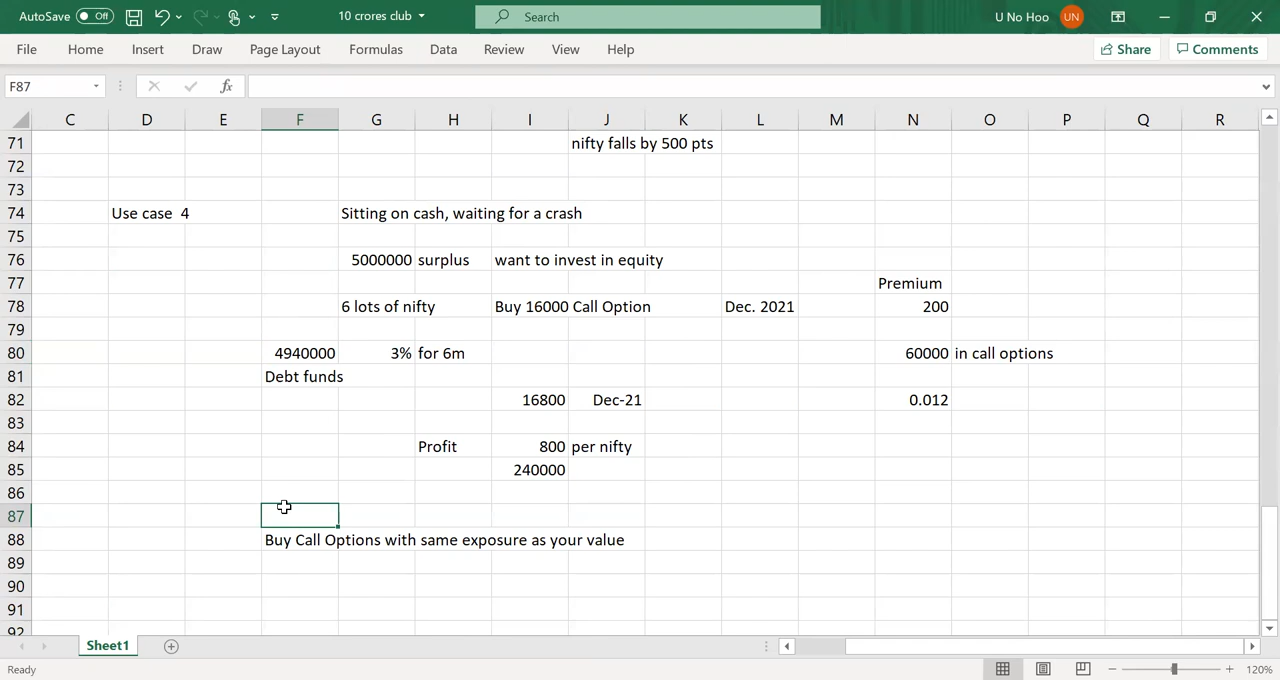 AutoSave Off 10 crores club Search U No Hoo UN
File Home Insert Draw Page Layout Formulas Data Review View Help Share Comments
F87 fx
C D E F G H I J K L M N O P Q R
71 nifty falls by 500 pts
72
73
74 Use case 4 Sitting on cash, waiting for a crash
75
76 5000000 surplus want to invest in equity
77 Premium
78 6 lots of nifty Buy 16000 Call Option Dec. 2021 200
79
80 4940000 3% for 6m 60000 in call options
81 Debt funds
82 16800 Dec-21 0.012
83
84 Profit 800 per nifty
85 240000
86
87
88 Buy Call Options with same exposure as your value
89
90
91
92
Sheet1
Ready 120%